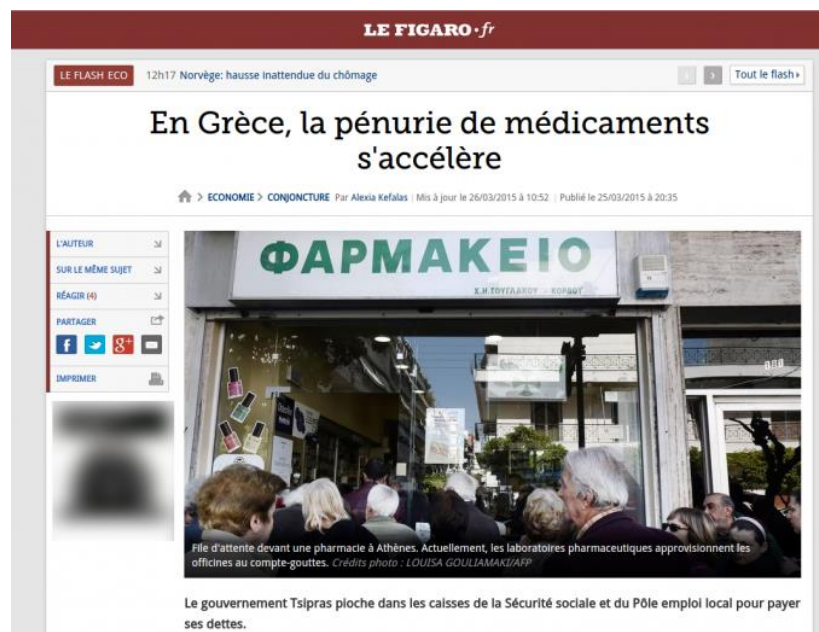 LE FIGARO·fr
LE FLASH ECO 12h17 Norvège: hausse inattendue du chômage Tout le flash
En Grèce, la pénurie de médicaments
s'accélère
> ECONOMIE > CONJONCTURE Par Alexia Kefalas | Mis à jour le 26/03/2015 à 10:52 | Publié le 25/03/2015 à 20:35
L'AUTEUR
SUR LE MÊME SUJET
RÉAGIR (4)
PARTAGER
f 8+
IMPRIMER
ΦΑΡΜΑΚΕΙΟ
Χ.Η. ΓΟΥΓΛΑΚΟΥ - ΚΟΡΔΟΥ
File d'attente devant une pharmacie à Athènes. Actuellement, les laboratoires pharmaceutiques approvisionnent les
officines au compte-gouttes. Crédits photo : LOUISA GOULIAMAKI/AFP
Le gouvernement Tsipras pioche dans les caisses de la Sécurité sociale et du Pôle emploi local pour payer
ses dettes.